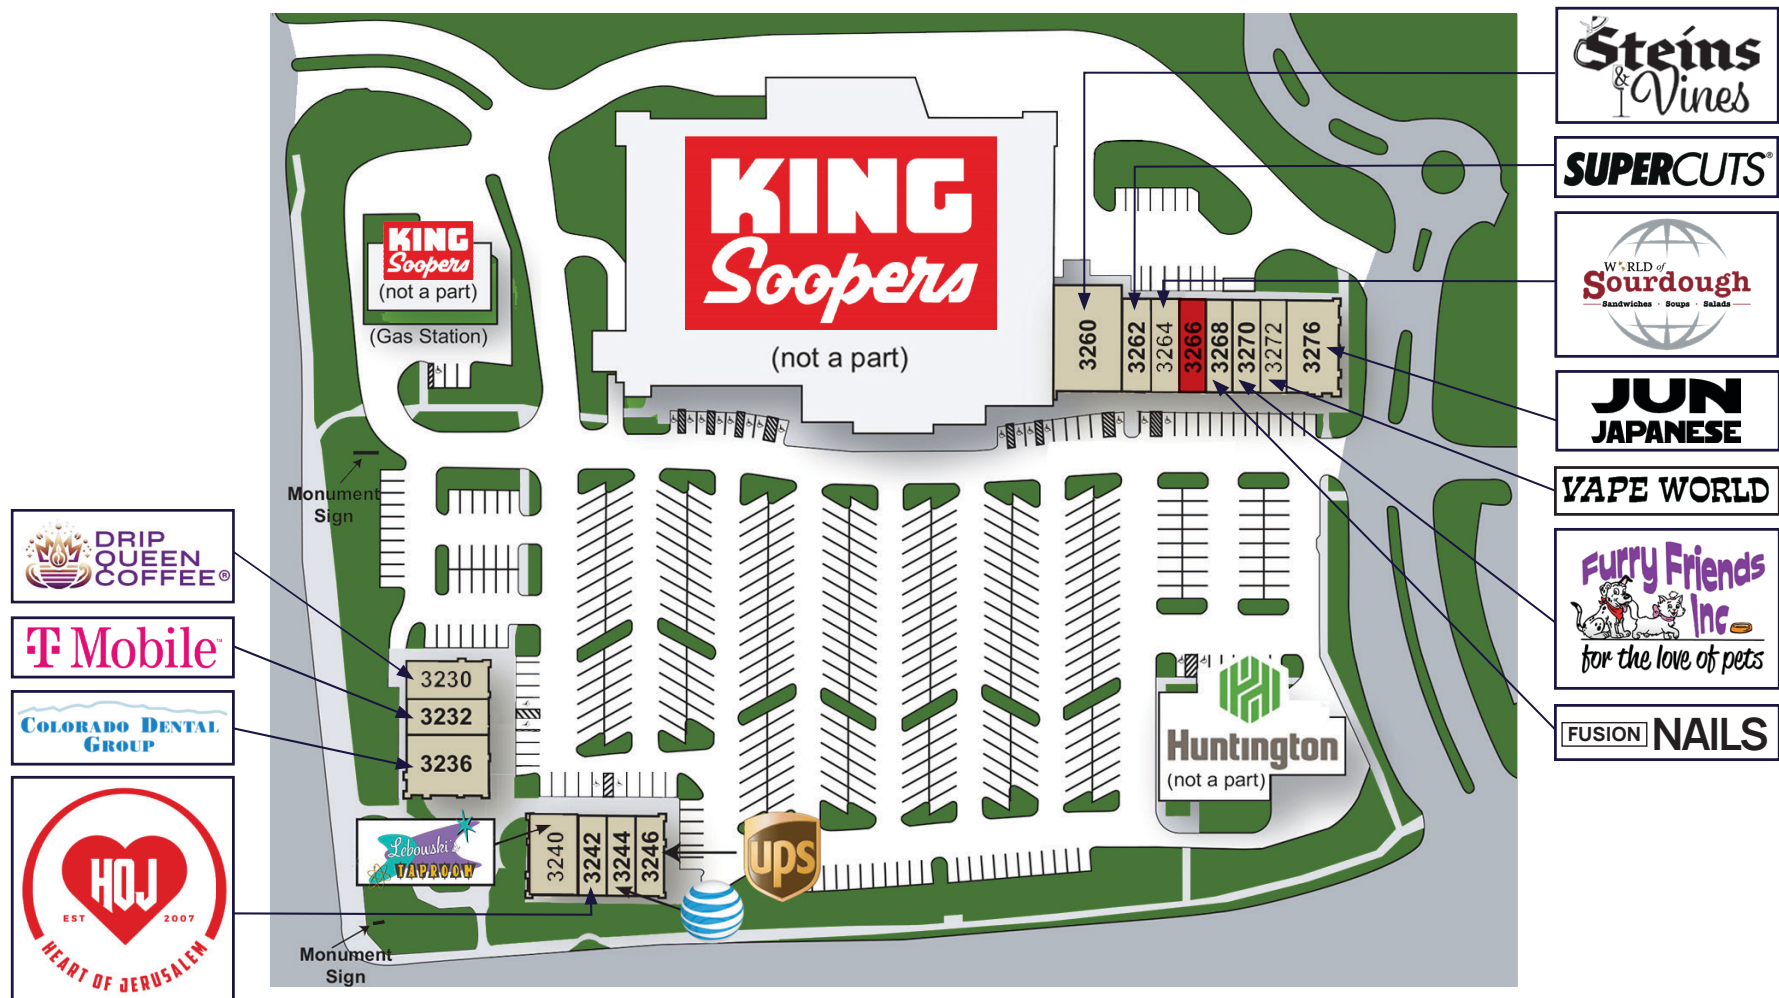 Steins
&
Vines
SUPERCUTS®
WORLD of
Sourdough
Sandwiches · Soups · Salads
JUN
JAPANESE
VAPE WORLD
Furry Friends
Inc.
for the love of pets
FUSION NAILS
KING
Soopers
(not a part)
KING
Soopers
(not a part)
(Gas Station)
3260
3262
3264
3266
3268
3270
3272
3276
Monument
Sign
DRIP
QUEEN
COFFEE®
T Mobile™
COLORADO DENTAL
GROUP
3230
3232
3236
Huntington
(not a part)
Lebowski's
TAPROOM
3240
3242
3244
3246
ups
HOJ
EST 2007
HEART OF JERUSALEM
Monument
Sign